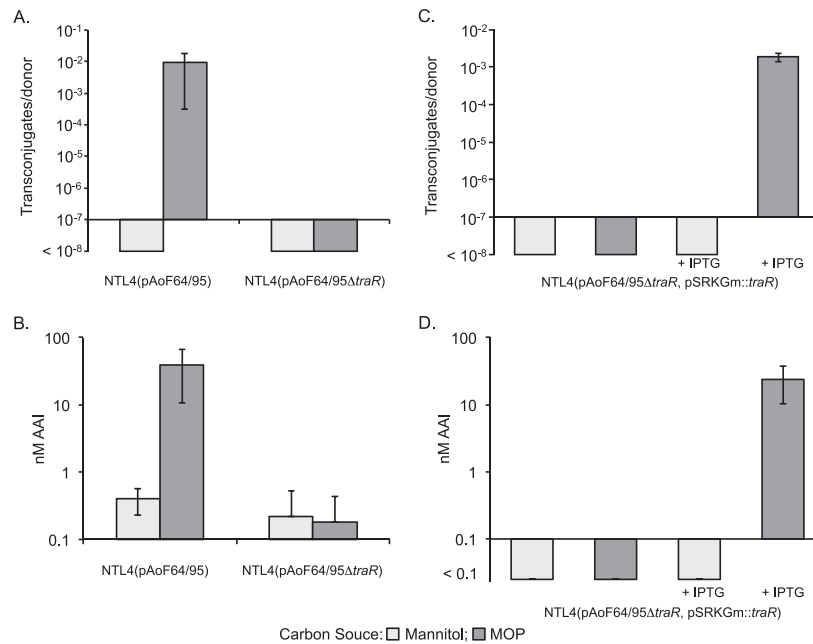 A.
Transconjugates/donor
10-1
10-2
10-3
10-4
10-5
10-6
10-7
< 10-8
NTL4(pAoF64/95)
NTL4(pAoF64/95ΔtraR)
C.
Transconjugates/donor
10-1
10-2
10-3
10-4
10-5
10-6
10-7
< 10-8
+ IPTG
+ IPTG
NTL4(pAoF64/95ΔtraR, pSRKGm::traR)
B.
nM AAI
100
10
1
0.1
NTL4(pAoF64/95)
NTL4(pAoF64/95ΔtraR)
D.
nM AAI
100
10
1
0.1
< 0.1
+ IPTG
+ IPTG
NTL4(pAoF64/95ΔtraR, pSRKGm::traR)
Carbon Souce: Mannitol; MOP